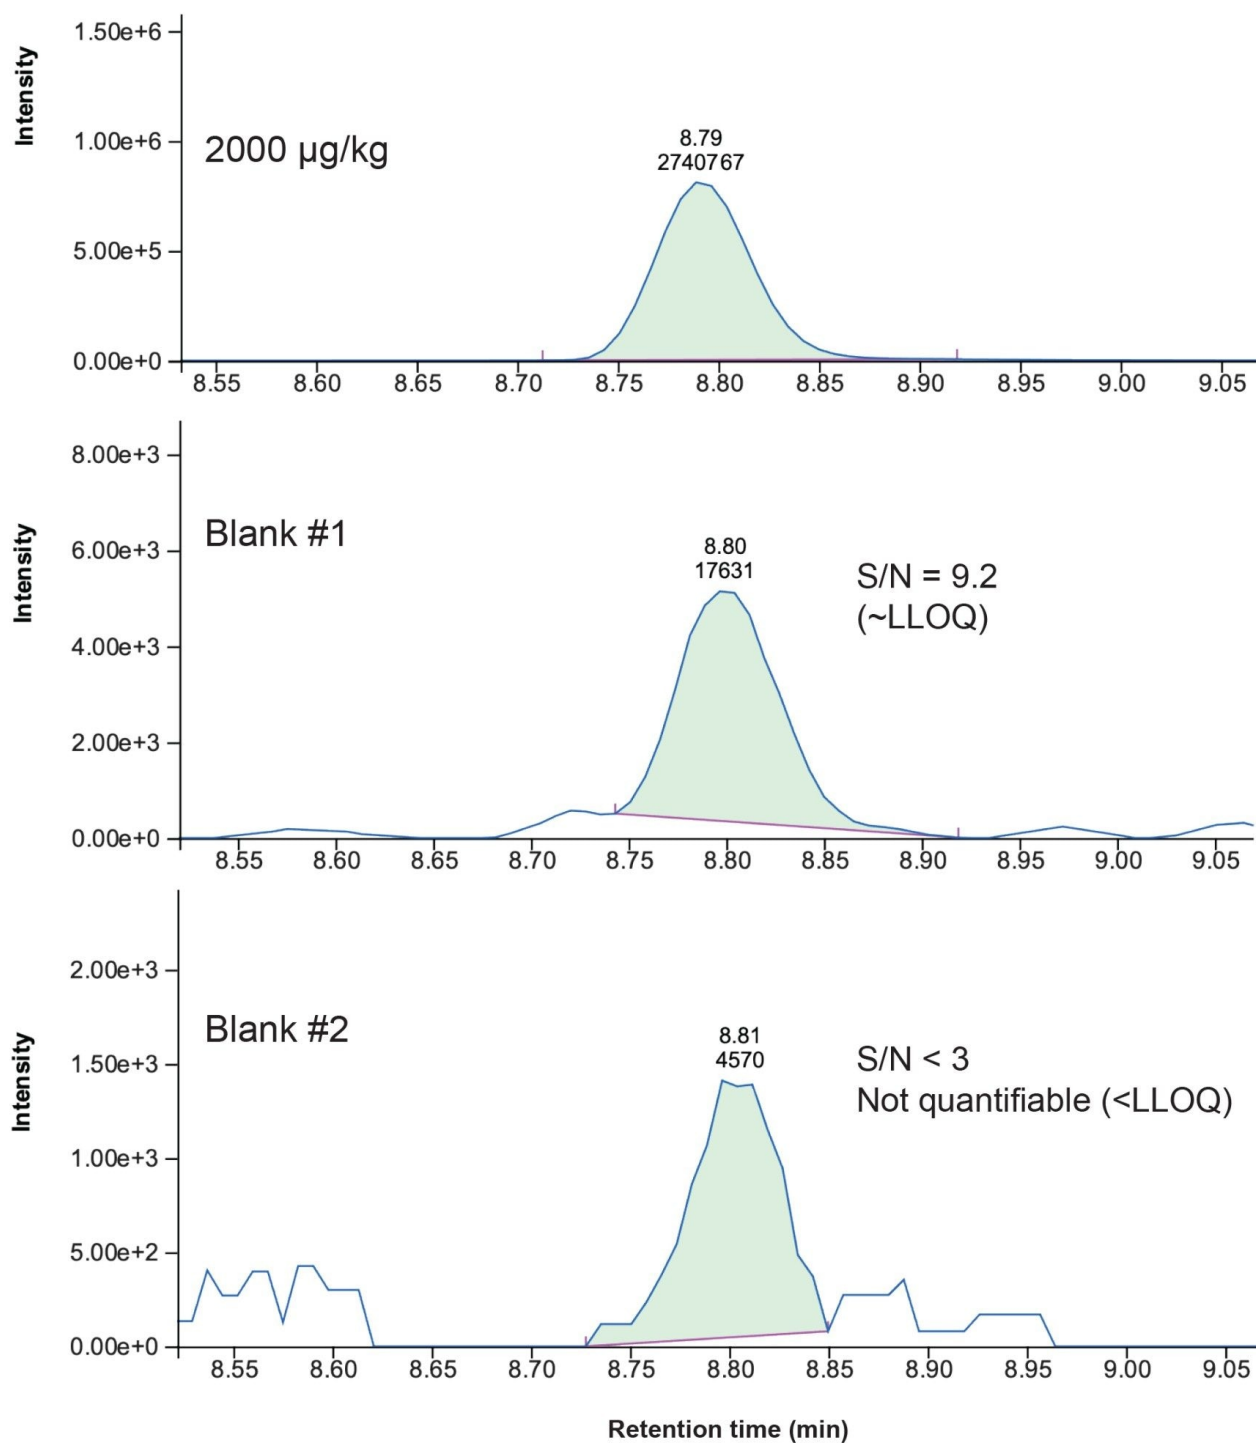 Intensity
1.50e+6
1.00e+6
5.00e+5
0.00e+0
2000 µg/kg
8.79
2740767
8.55 8.60 8.65 8.70 8.75 8.80 8.85 8.90 8.95 9.00 9.05
Intensity
8.00e+3
6.00e+3
4.00e+3
2.00e+3
0.00e+0
Blank #1
8.80
17631
S/N = 9.2
(~LLOQ)
8.55 8.60 8.65 8.70 8.75 8.80 8.85 8.90 8.95 9.00 9.05
Intensity
2.00e+3
1.50e+3
1.00e+3
5.00e+2
0.00e+0
Blank #2
8.81
4570
S/N < 3
Not quantifiable (<LLOQ)
8.55 8.60 8.65 8.70 8.75 8.80 8.85 8.90 8.95 9.00 9.05
Retention time (min)